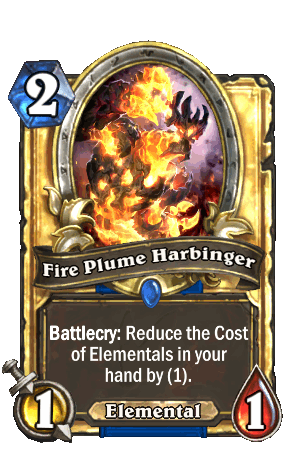 2
Fire Plume Harbinger
Battlecry: Reduce the Cost
of Elementals in your
hand by (1).
1
Elemental
1